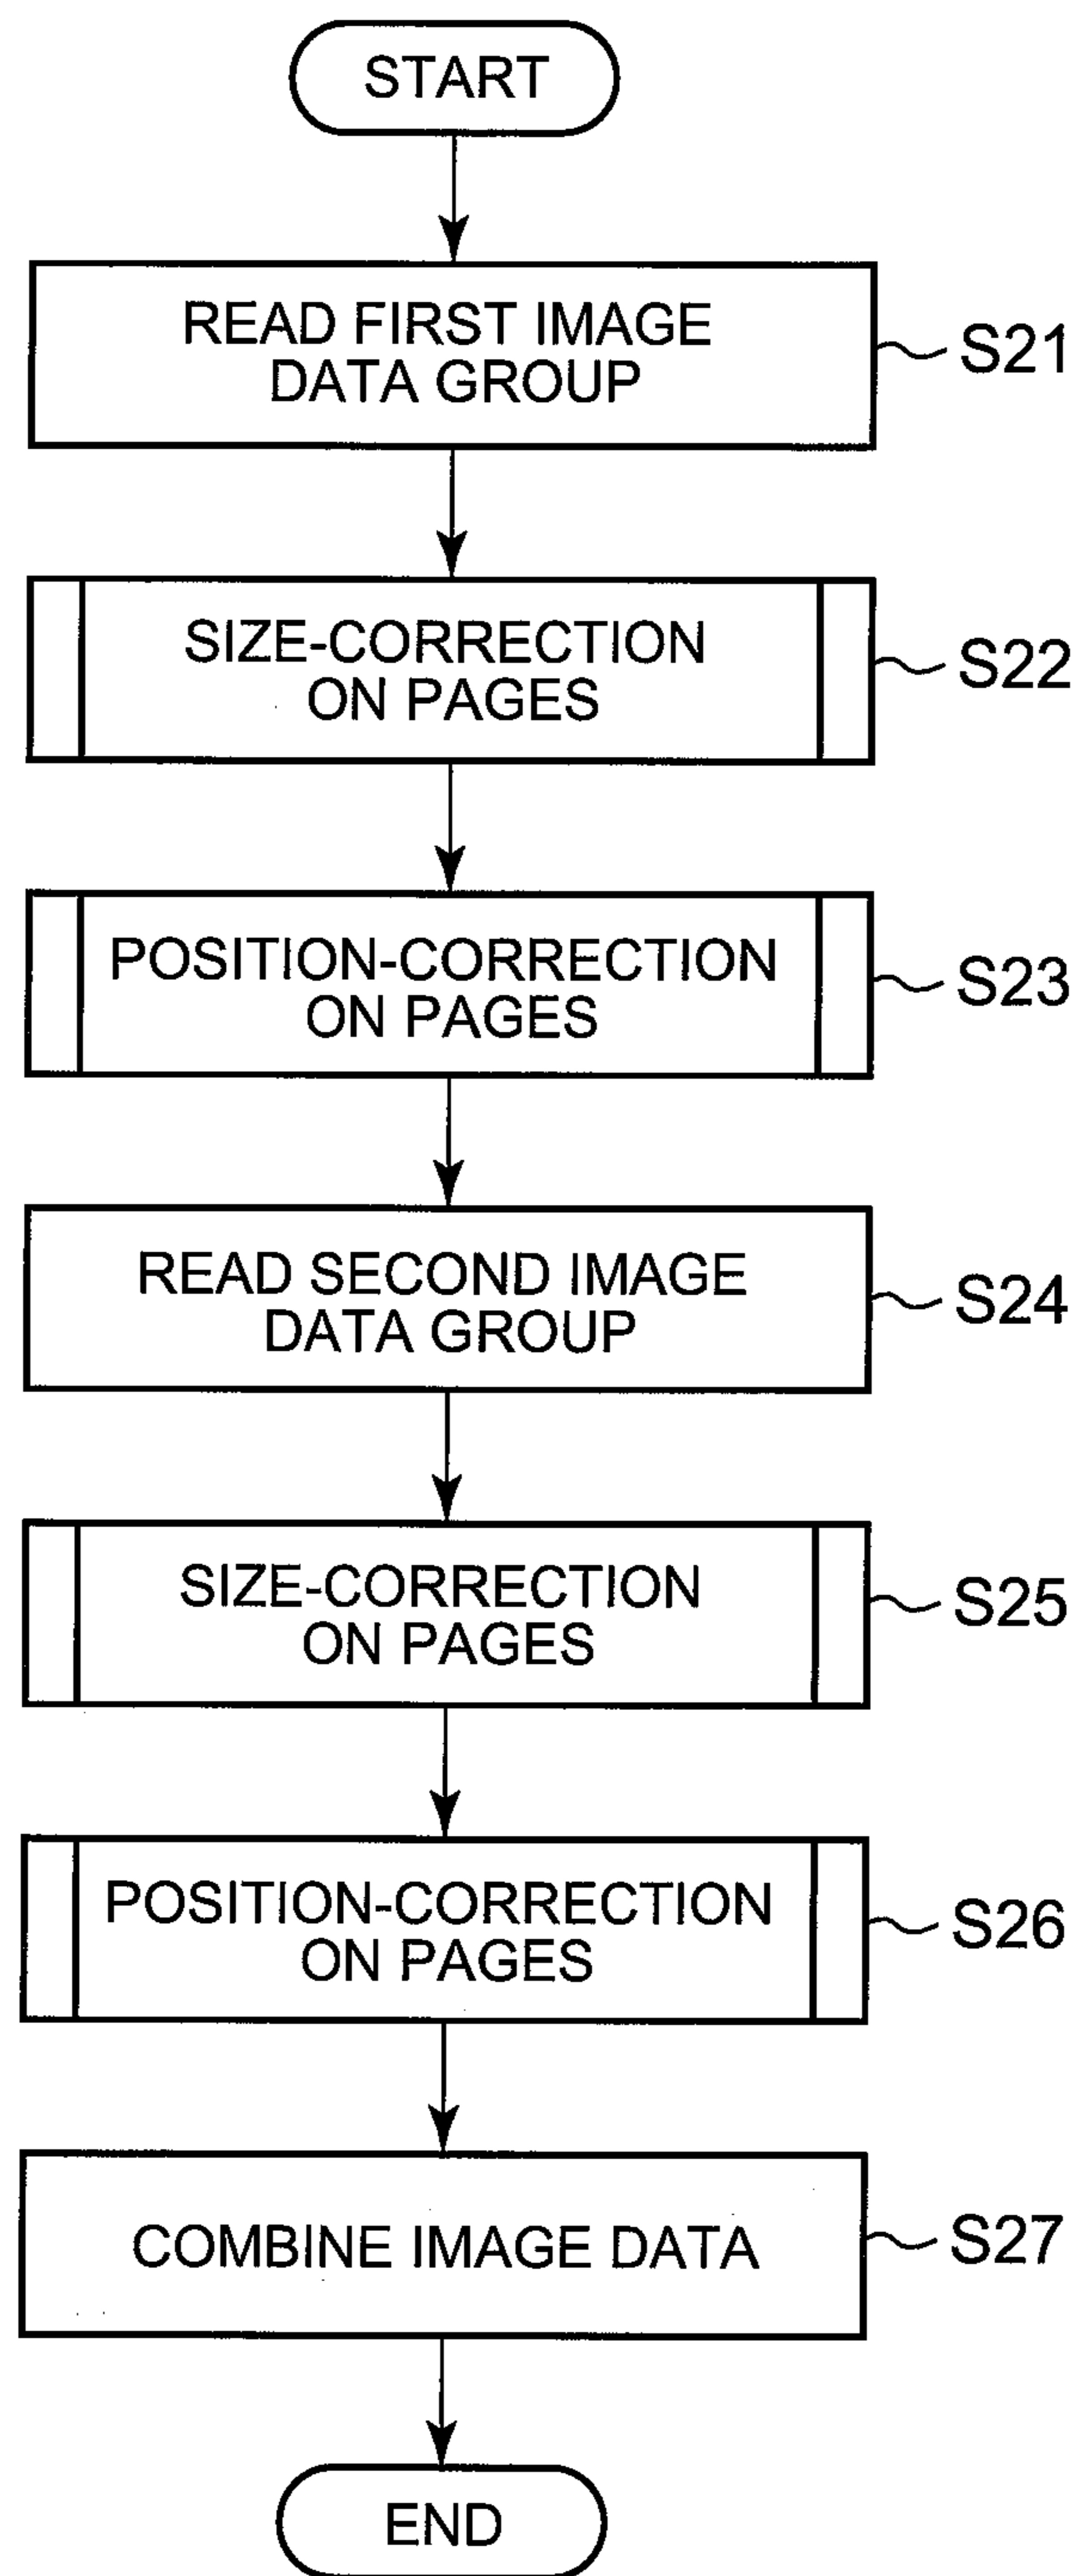 START
READ FIRST IMAGE
DATA GROUP
S21
SIZE-CORRECTION
ON PAGES
S22
POSITION-CORRECTION
ON PAGES
S23
READ SECOND IMAGE
DATA GROUP
S24
SIZE-CORRECTION
ON PAGES
S25
POSITION-CORRECTION
ON PAGES
S26
COMBINE IMAGE DATA
S27
END